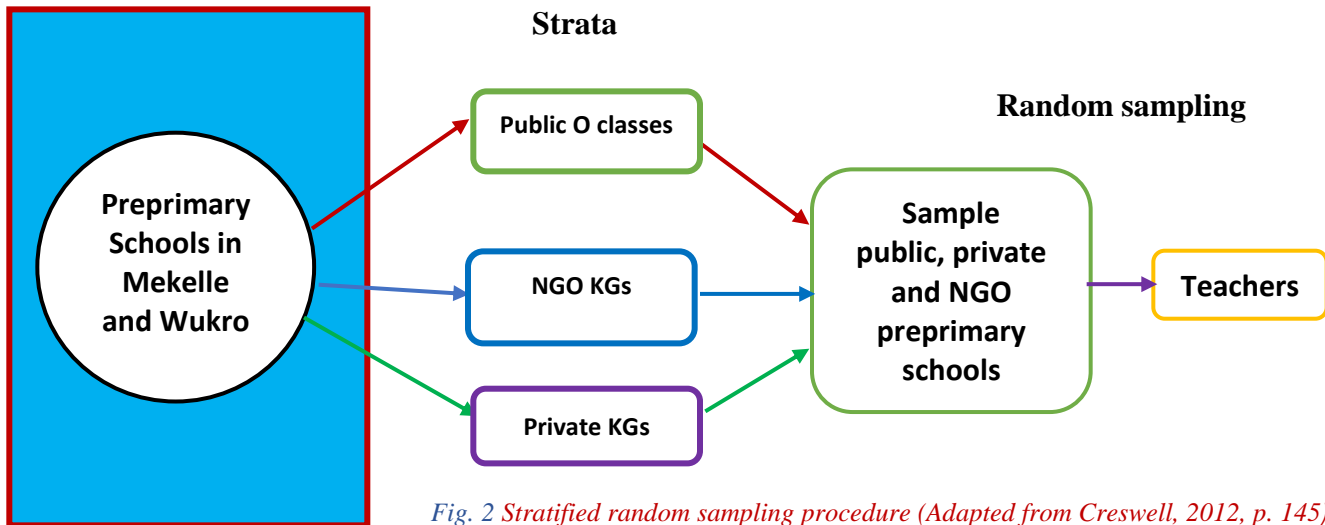 Strata
Random sampling
Preprimary
Schools in
Mekelle
and Wukro
Public O classes
NGO KGs
Private KGs
Sample
public, private
and NGO
preprimary
schools
Teachers
Fig. 2 Stratified random sampling procedure (Adapted from Creswell, 2012, p. 145)